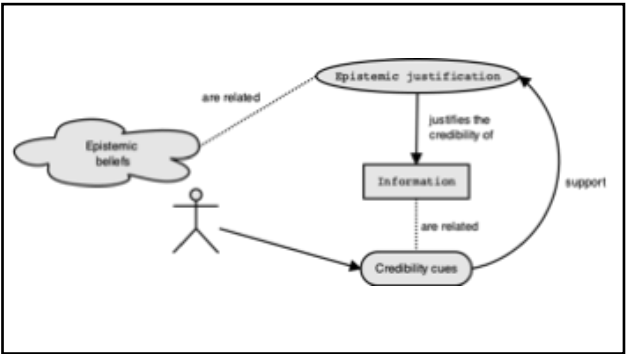 Epistemic justification
are related
justifies the
credibility of
Epistemic
beliefs
Information
support
are related
Credibility cues